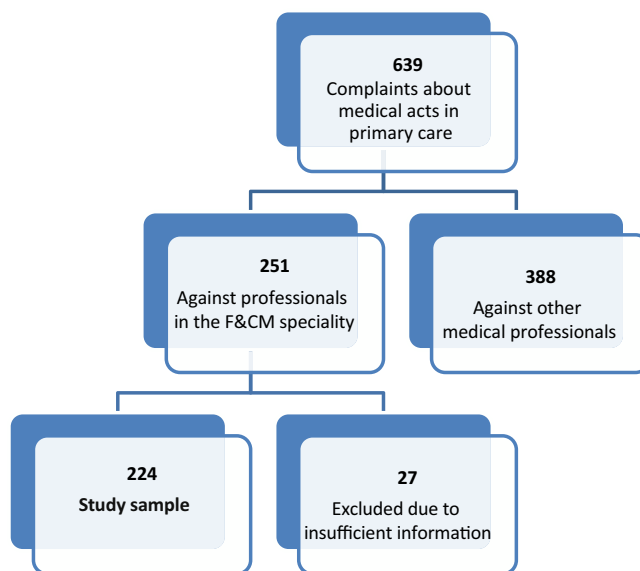 639
Complaints about
medical acts in
primary care
251
Against professionals
in the F&CM speciality
388
Against other
medical professionals
224
Study sample
27
Excluded due to
insufficient information